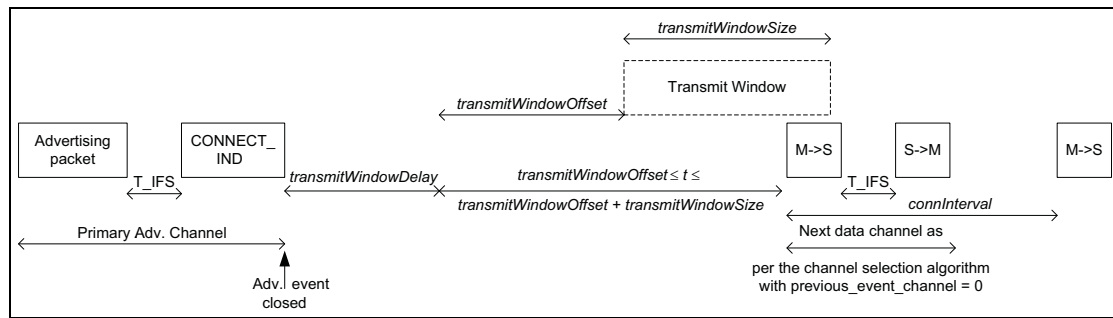 transmitWindowSize
Transmit Window
transmitWindowOffset
Advertising
packet
CONNECT_
IND
M->S
S->M
M->S
T_IFS
transmitWindowDelay
transmitWindowOffset ≤ t ≤
transmitWindowOffset + transmitWindowSize
T_IFS
connInterval
Primary Adv. Channel
Next data channel as
per the channel selection algorithm
with previous_event_channel = 0
Adv. event
closed